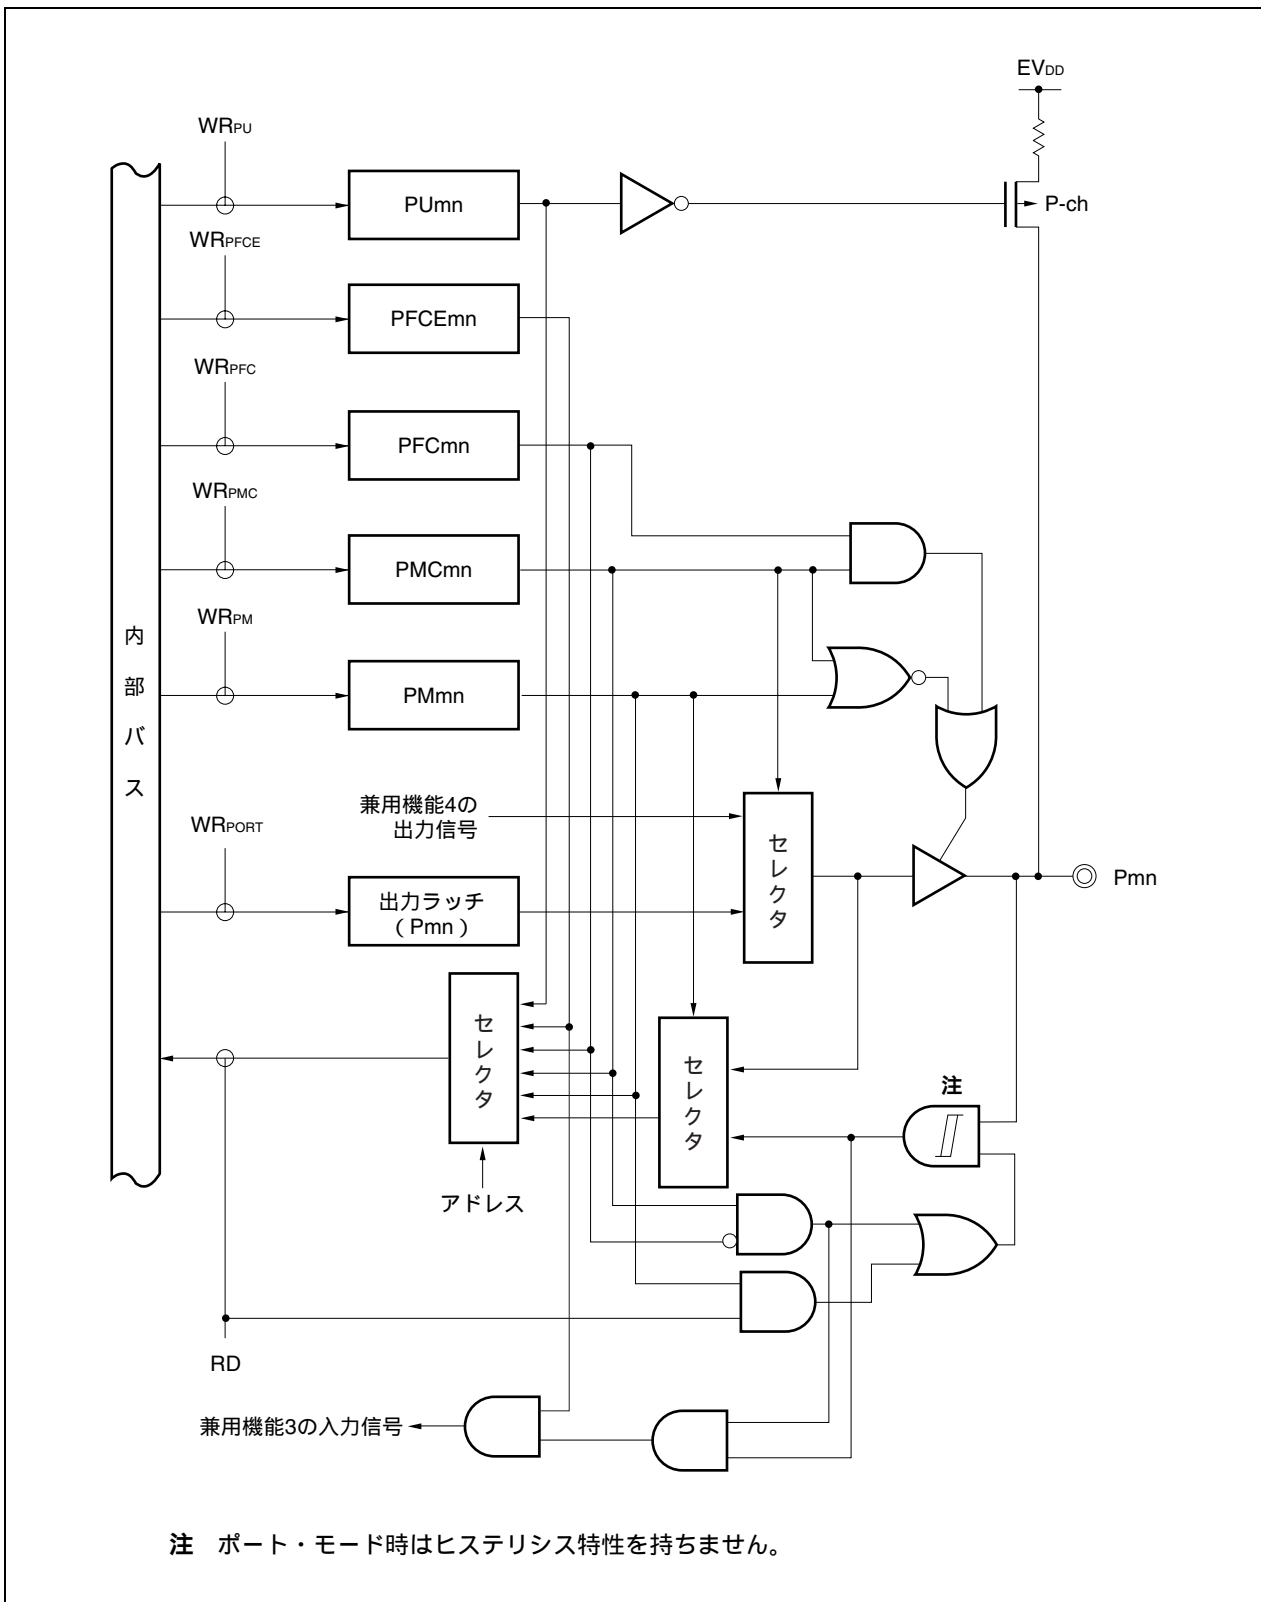 EVDD
WRPU
PUmn
P-ch
WRPFCE
PFCEmn
WRPFC
PFCmn
WRPMC
PMCmn
WRPM
PMmn
内部バス
兼用機能4の
出力信号
セレクタ
WRPORT
出力ラッチ
（Pmn）
Pmn
セレクタ
セレクタ
注
アドレス
RD
兼用機能3の入力信号
注　ポート・モード時はヒステリシス特性を持ちません。